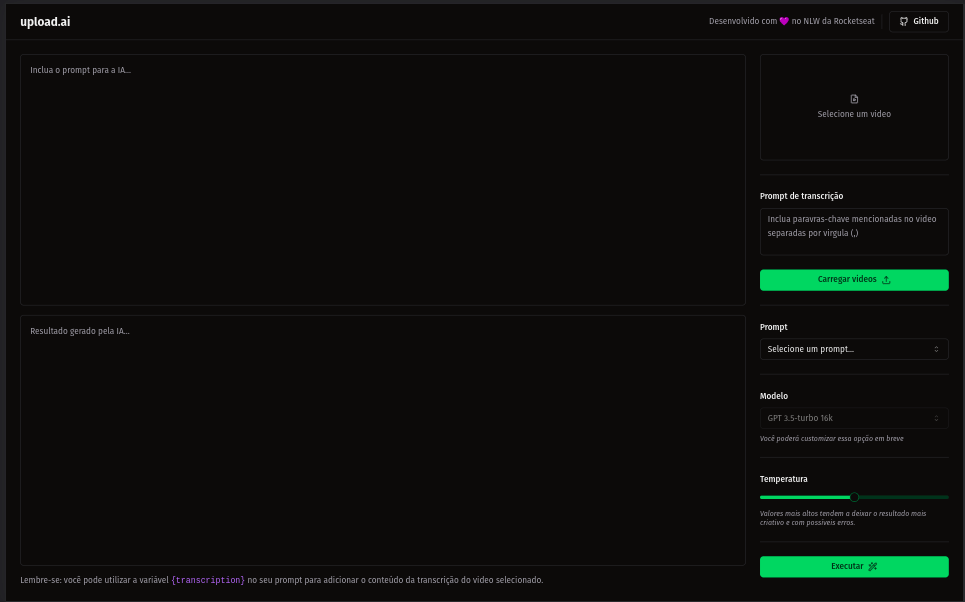 upload.ai
Desenvolvido com 💜 no NLW da Rocketseat
Github
Inclua o prompt para a IA...
Resultado gerado pela IA...
Lembre-se: você pode utilizar a variável {transcription} no seu prompt para adicionar o conteúdo da transcrição do vídeo selecionado.
Selecione um vídeo
Prompt de transcrição
Inclua paravras-chave mencionadas no vídeo
separadas por vírgula (,)
Carregar vídeos
Prompt
Selecione um prompt...
Modelo
GPT 3.5-turbo 16k
Você poderá customizar essa opção em breve
Temperatura
Valores mais altos tendem a deixar o resultado mais
criativo e com possíveis erros.
Executar